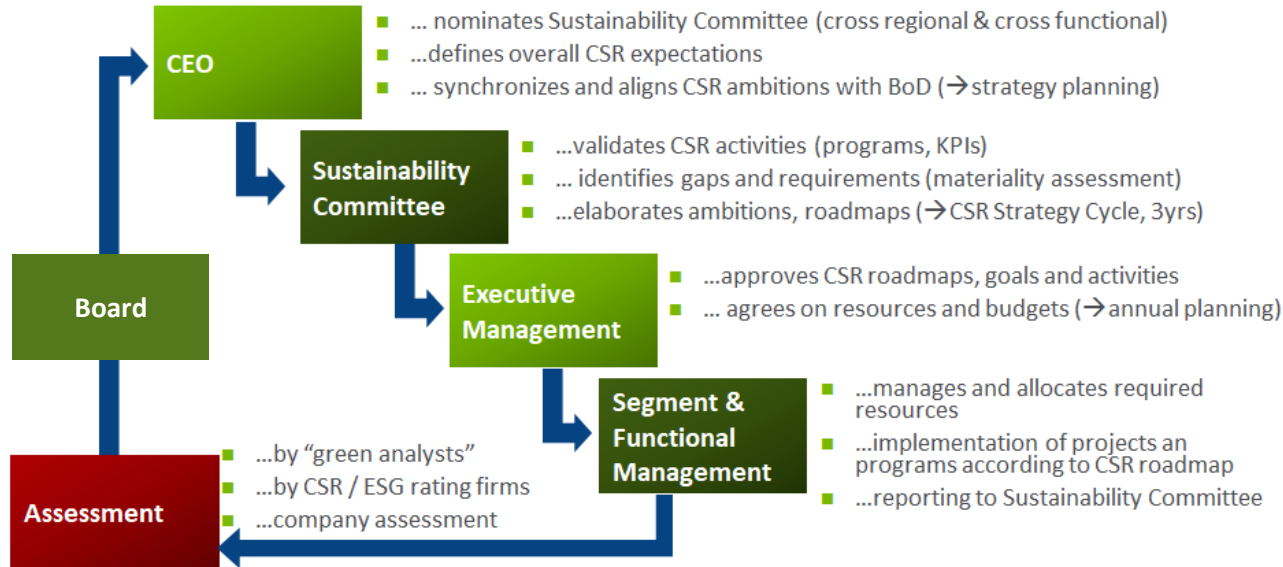 CEO
… nominates Sustainability Committee (cross regional & cross functional)
…defines overall CSR expectations
… synchronizes and aligns CSR ambitions with BoD (→strategy planning)
Sustainability
Committee
…validates CSR activities (programs, KPIs)
… identifies gaps and requirements (materiality assessment)
…elaborates ambitions, roadmaps (→CSR Strategy Cycle, 3yrs)
Board
Executive
Management
…approves CSR roadmaps, goals and activities
… agrees on resources and budgets (→annual planning)
Segment &
Functional
Management
…manages and allocates required
resources
…implementation of projects an
programs according to CSR roadmap
…reporting to Sustainability Committee
Assessment
…by “green analysts”
…by CSR / ESG rating firms
…company assessment